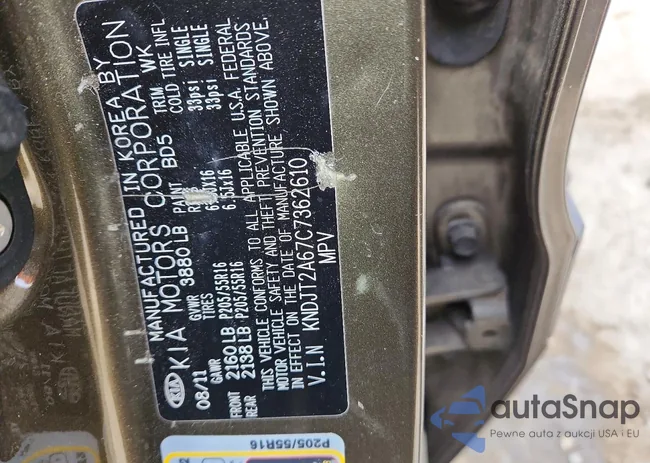 MANUFACTURED IN KOREA BY
KIA KIA MOTORS CORPORATION
08/11 GVWR 3880 LB PAINT BD5 TRIM WK
GAWR TIRES COLD TIRE INFL
FRONT 2160 LB P205/55R16 6.5Jx16 33psi SINGLE
REAR 2138 LB P205/55R16 6.5Jx16 33psi SINGLE
THIS VEHICLE CONFORMS TO ALL APPLICABLE U.S.A. FEDERAL
MOTOR VEHICLE SAFETY AND THEFT PREVENTION STANDARDS
IN EFFECT ON THE DATE OF MANUFACTURE SHOWN ABOVE.
V.I.N KNDJT2A67C7362610
MPV
P205/55R16
autaSnap
Pewne auta z aukcji USA i EU